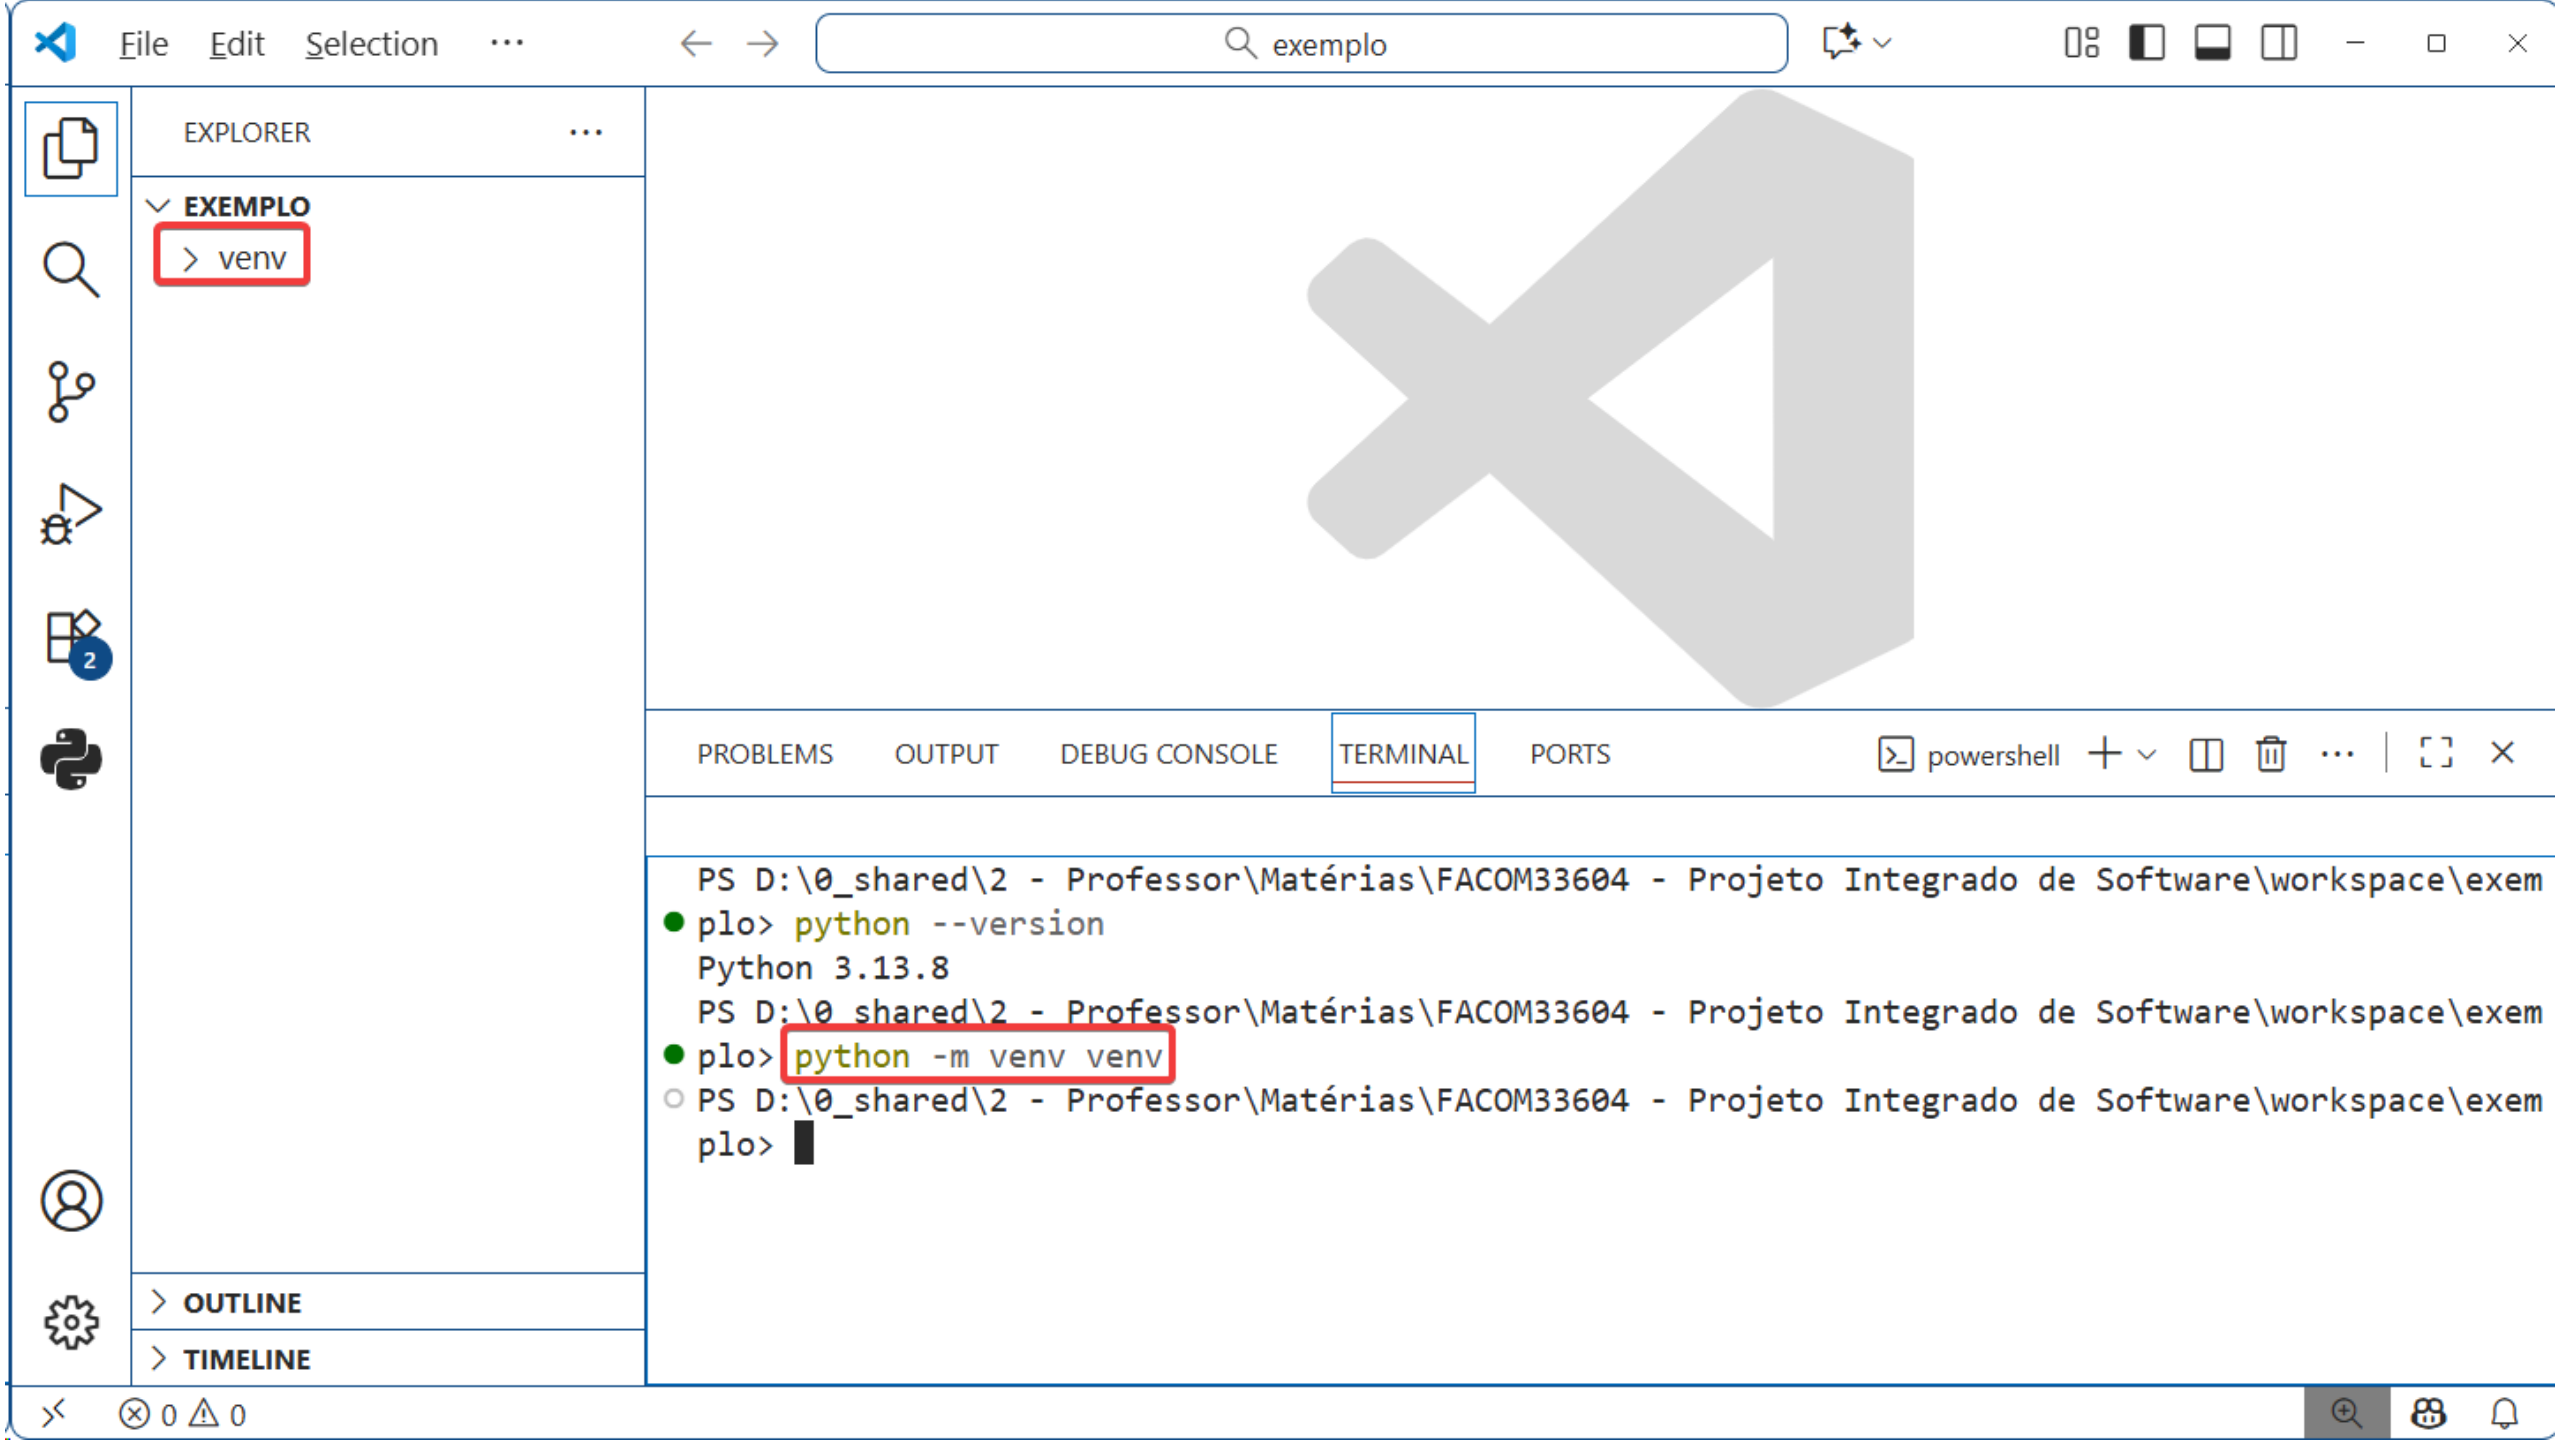 File Edit Selection ···
exemplo
EXPLORER ···
EXEMPLO
venv
2
PROBLEMS OUTPUT DEBUG CONSOLE TERMINAL PORTS powershell ···
PS D:\0_shared\2 - Professor\Matérias\FACOM33604 - Projeto Integrado de Software\workspace\exem
plo> python --version
Python 3.13.8
PS D:\0_shared\2 - Professor\Matérias\FACOM33604 - Projeto Integrado de Software\workspace\exem
plo> python -m venv venv
PS D:\0_shared\2 - Professor\Matérias\FACOM33604 - Projeto Integrado de Software\workspace\exem
plo>
OUTLINE
TIMELINE
0 0